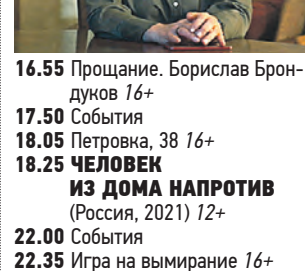 16.55 Прощание. Борислав Брон-
дуков 16+
17.50 События
18.05 Петровка, 38 16+
18.25 ЧЕЛОВЕК
ИЗ ДОМА НАПРОТИВ
(Россия, 2021) 12+
22.00 События
22.35 Игра на вымирание 16+